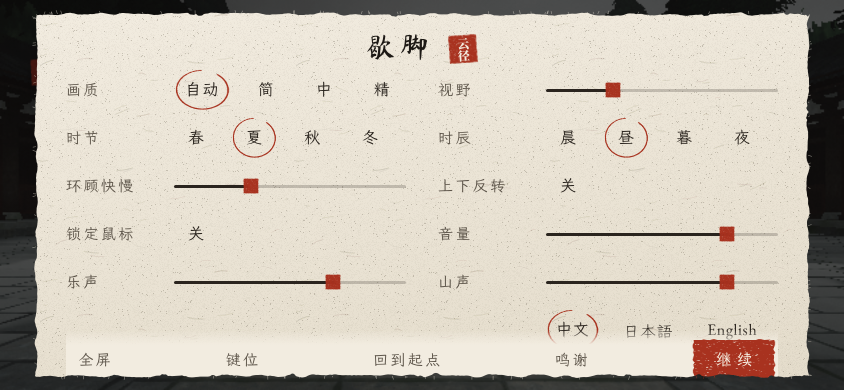 歇脚 云径
画质 自动 简 中 精 视野
时节 春 夏 秋 冬 时辰 晨 昼 暮 夜
环顾快慢 上下反转 关
锁定鼠标 关 音量
乐声 山声
中文 日本語 English
全屏 键位 回到起点 鸣谢 继续